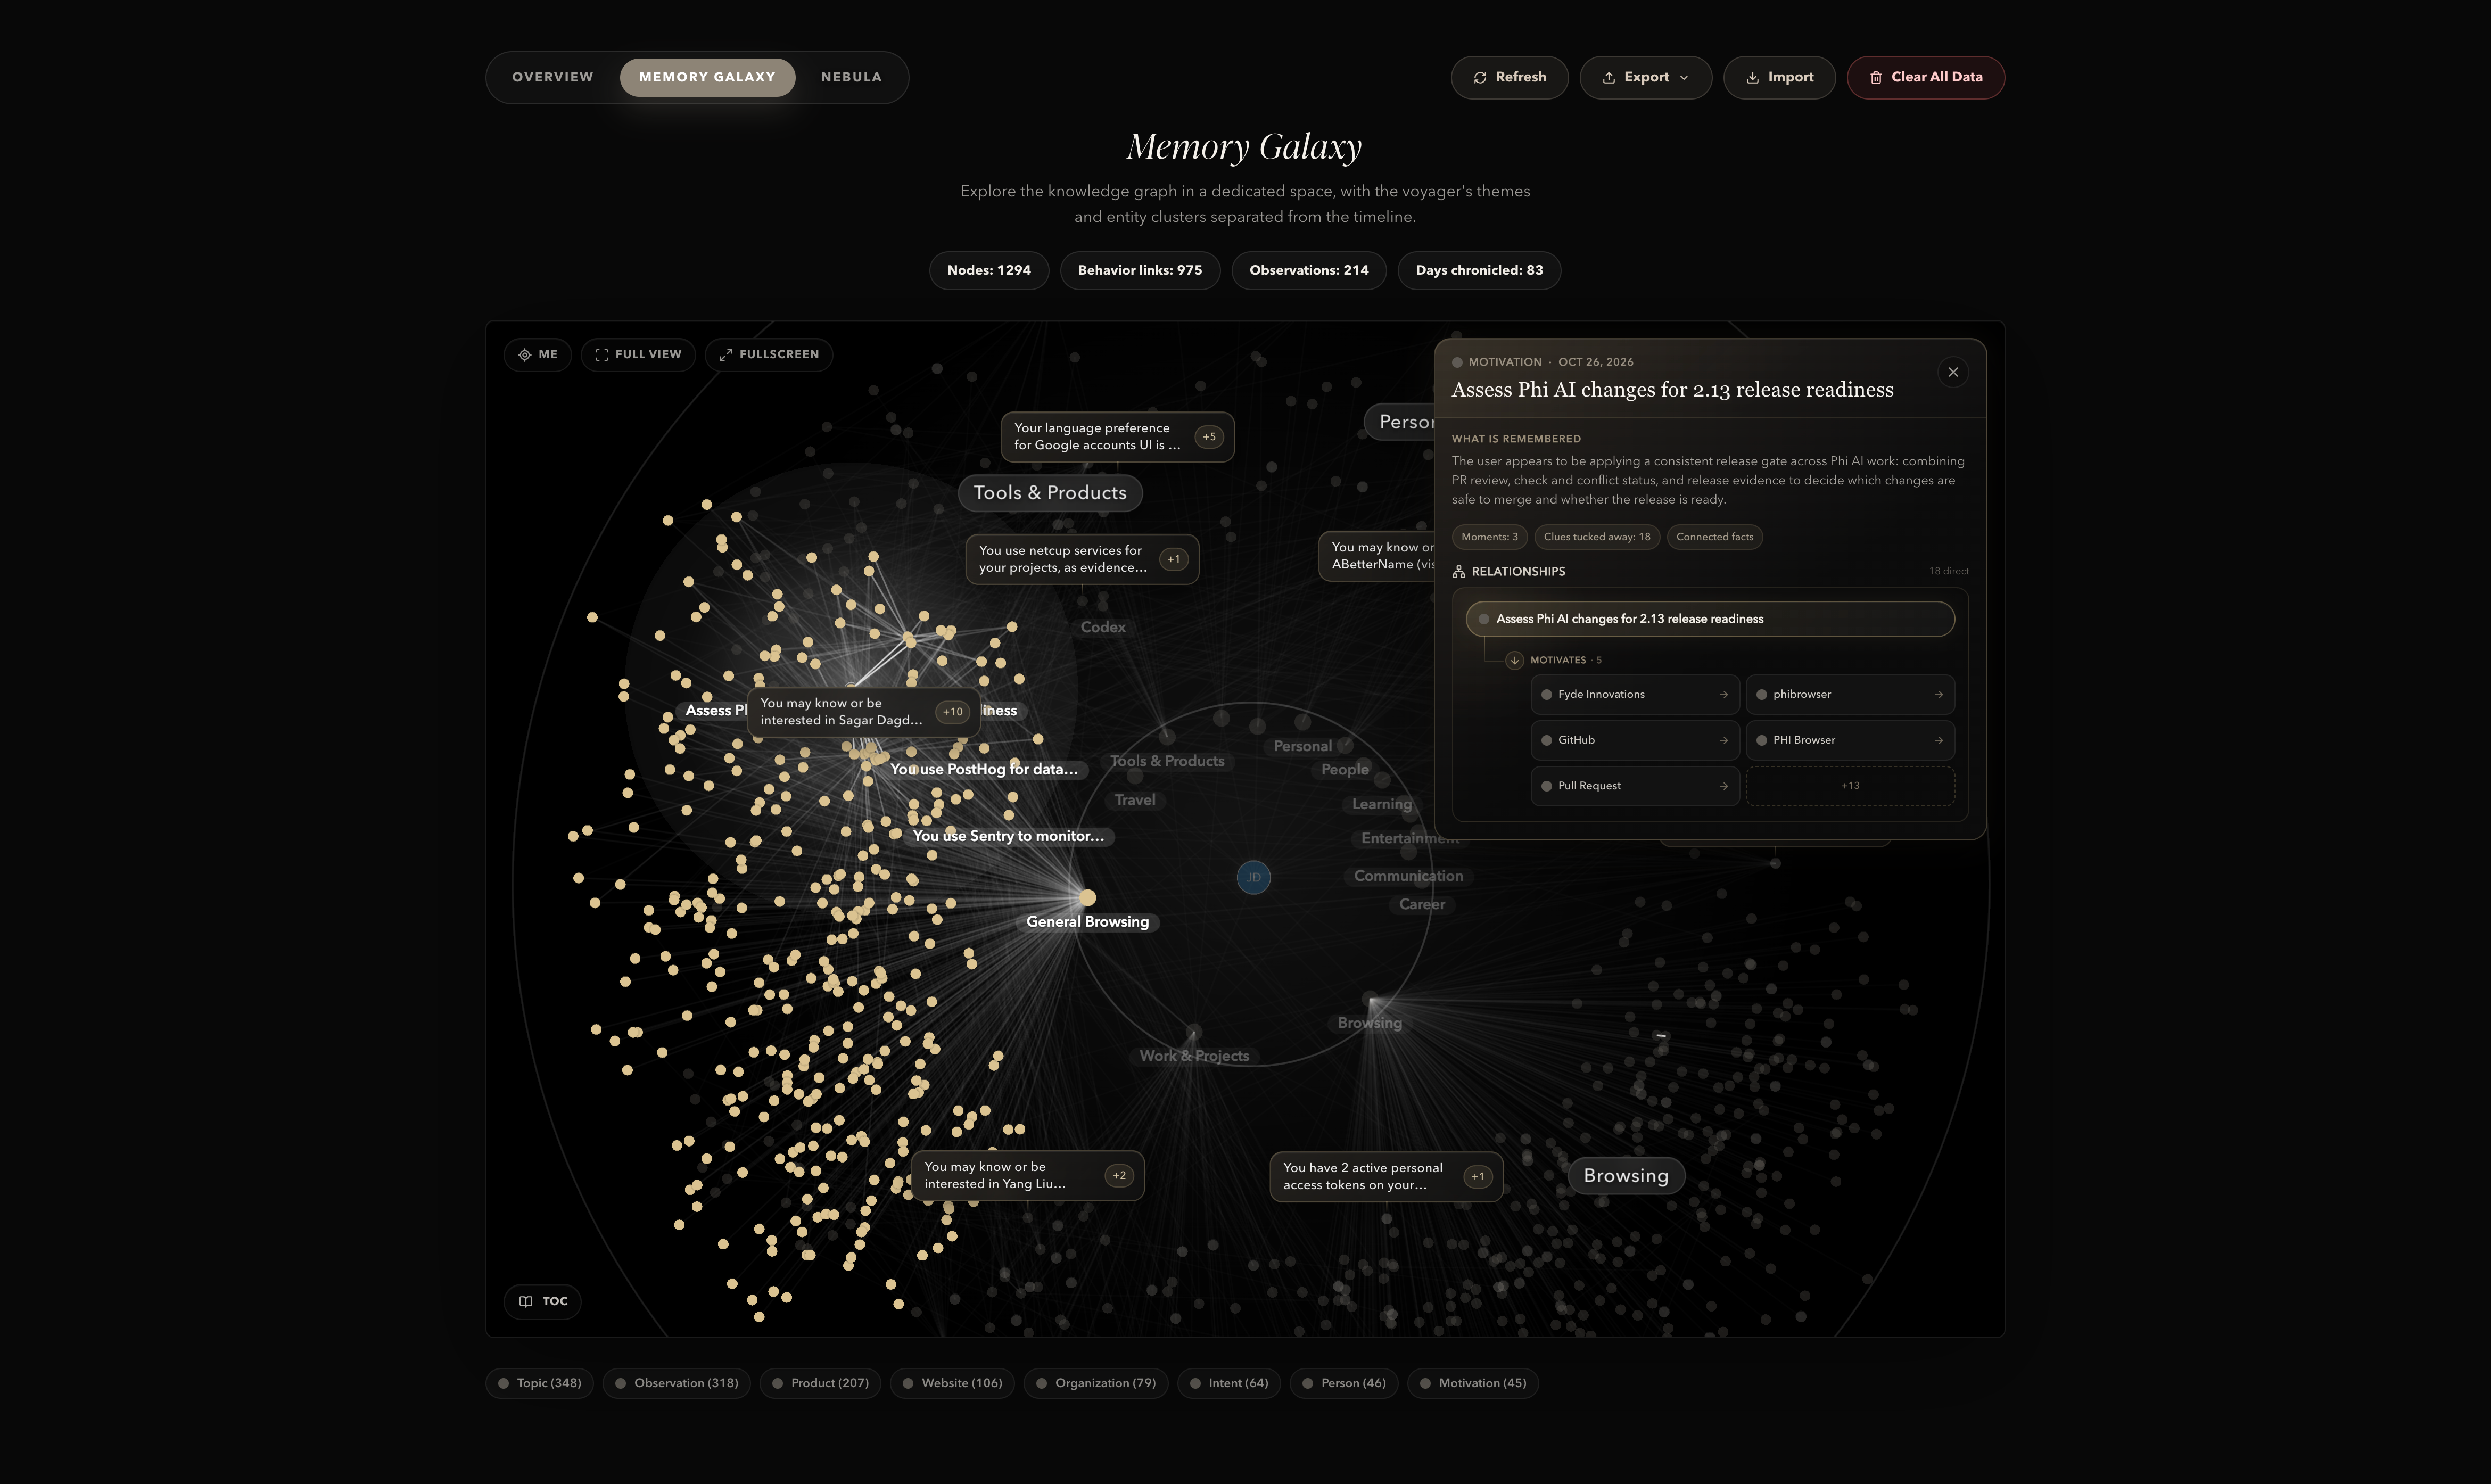 OVERVIEW
MEMORY GALAXY
NEBULA
Refresh
Export
Import
Clear All Data
Memory Galaxy
Explore the knowledge graph in a dedicated space, with the voyager's themes
and entity clusters separated from the timeline.
Nodes: 1294
Behavior links: 975
Observations: 214
Days chronicled: 83
ME
FULL VIEW
FULLSCREEN
Your language preference
for Google accounts UI is ...
+5
Tools & Products
You use netcup services for
your projects, as evidence...
+1
Codex
Person
You may know or
ABetterName (vis
MOTIVATION · OCT 26, 2026
Assess Phi AI changes for 2.13 release readiness
WHAT IS REMEMBERED
The user appears to be applying a consistent release gate across Phi AI work: combining
PR review, check and conflict status, and release evidence to decide which changes are
safe to merge and whether the release is ready.
Moments: 3
Clues tucked away: 18
Connected facts
RELATIONSHIPS
18 direct
Assess Phi AI changes for 2.13 release readiness
MOTIVATES · 5
Fyde Innovations
phibrowser
GitHub
PHI Browser
Pull Request
+13
Assess Pl
iness
You may know or be
interested in Sagar Dagd...
+10
You use PostHog for data...
You use Sentry to monitor...
General Browsing
Tools & Products
Travel
Personal
People
Learning
Entertainment
Communication
Career
JD
Browsing
Work & Projects
You may know or be
interested in Yang Liu...
+2
You have 2 active personal
access tokens on your...
+1
Browsing
TOC
Topic (348)
Observation (318)
Product (207)
Website (106)
Organization (79)
Intent (64)
Person (46)
Motivation (45)